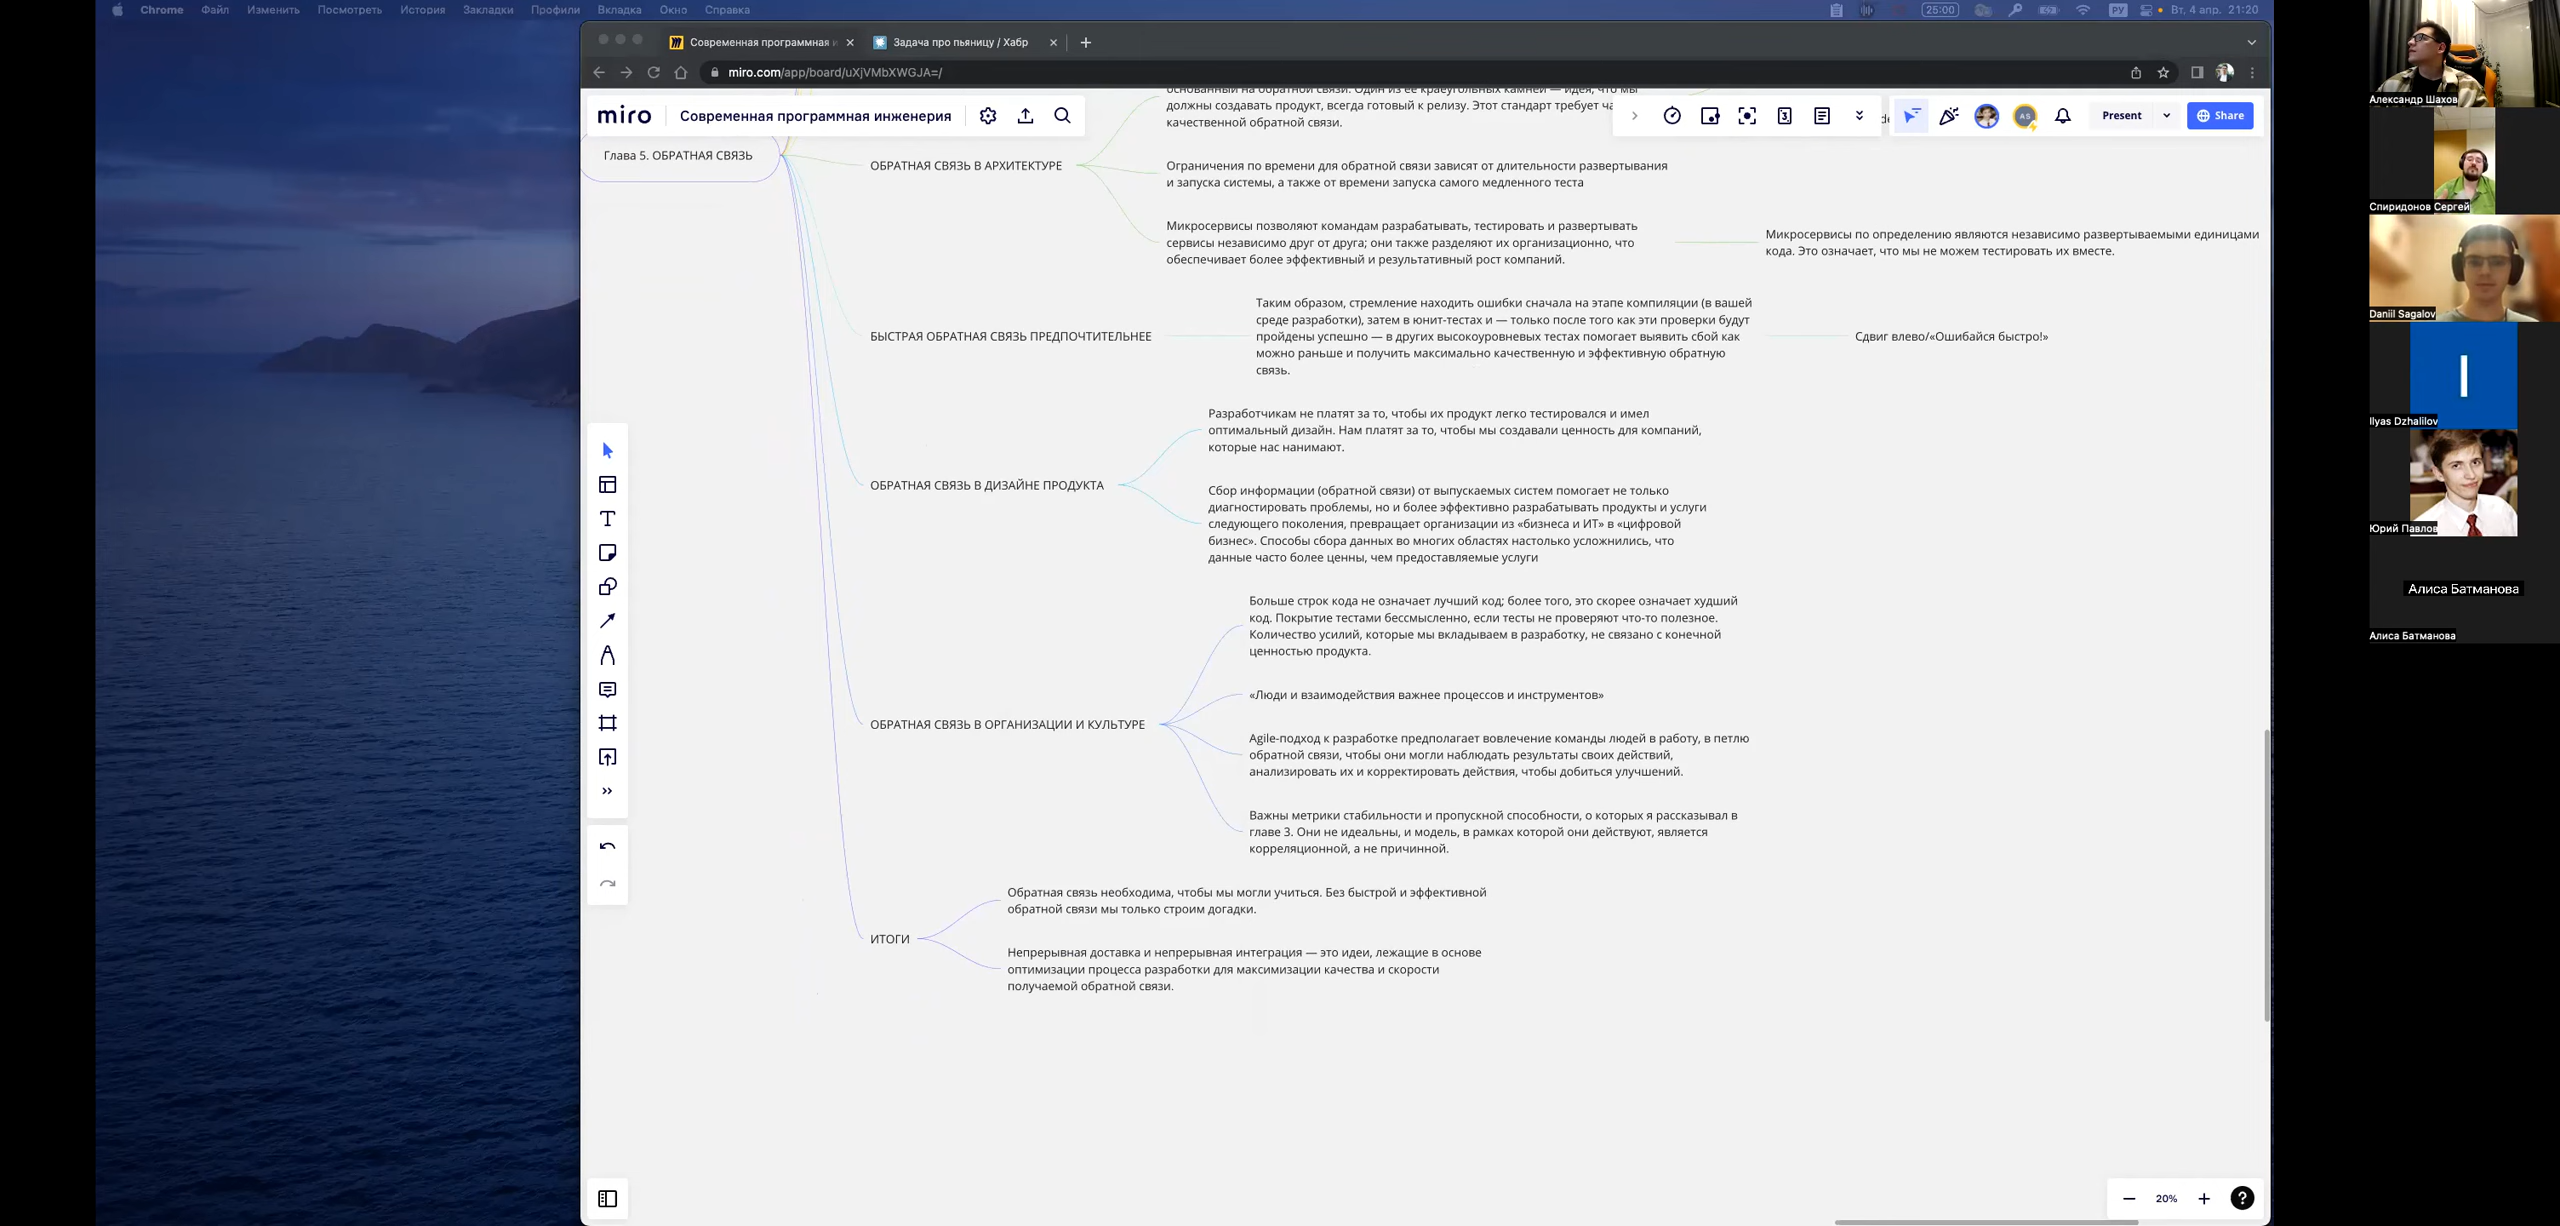 Chrome Файл Изменить Посмотреть История Закладки Профили Вкладка Окно Справка
25:00 РУ Вт, 4 апр. 21:20
Современная программная и
Задача про пьяницу / Хабр
miro.com/app/board/uXjVMbXWGJA=/
miro
Современная программная инженерия
3
AS
Present
Share
основанный на обратной связи. Один из ее краеугольных камней — идея, что мы
должны создавать продукт, всегда готовый к релизу. Этот стандарт требует ча
качественной обратной связи.
Глава 5. ОБРАТНАЯ СВЯЗЬ
ОБРАТНАЯ СВЯЗЬ В АРХИТЕКТУРЕ
Ограничения по времени для обратной связи зависят от длительности развертывания
и запуска системы, а также от времени запуска самого медленного теста
Микросервисы позволяют командам разрабатывать, тестировать и развертывать
сервисы независимо друг от друга; они также разделяют их организационно, что
обеспечивает более эффективный и результативный рост компаний.
Микросервисы по определению являются независимо развертываемыми единицами
кода. Это означает, что мы не можем тестировать их вместе.
БЫСТРАЯ ОБРАТНАЯ СВЯЗЬ ПРЕДПОЧТИТЕЛЬНЕЕ
Таким образом, стремление находить ошибки сначала на этапе компиляции (в вашей
среде разработки), затем в юнит-тестах и — только после того как эти проверки будут
пройдены успешно — в других высокоуровневых тестах помогает выявить сбой как
можно раньше и получить максимально качественную и эффективную обратную
связь.
Сдвиг влево/«Ошибайся быстро!»
ОБРАТНАЯ СВЯЗЬ В ДИЗАЙНЕ ПРОДУКТА
Разработчикам не платят за то, чтобы их продукт легко тестировался и имел
оптимальный дизайн. Нам платят за то, чтобы мы создавали ценность для компаний,
которые нас нанимают.
Сбор информации (обратной связи) от выпускаемых систем помогает не только
диагностировать проблемы, но и более эффективно разрабатывать продукты и услуги
следующего поколения, превращает организации из «бизнеса и ИТ» в «цифровой
бизнес». Способы сбора данных во многих областях настолько усложнились, что
данные часто более ценны, чем предоставляемые услуги
ОБРАТНАЯ СВЯЗЬ В ОРГАНИЗАЦИИ И КУЛЬТУРЕ
Больше строк кода не означает лучший код; более того, это скорее означает худший
код. Покрытие тестами бессмысленно, если тесты не проверяют что-то полезное.
Количество усилий, которые мы вкладываем в разработку, не связано с конечной
ценностью продукта.
«Люди и взаимодействия важнее процессов и инструментов»
Agile-подход к разработке предполагает вовлечение команды людей в работу, в петлю
обратной связи, чтобы они могли наблюдать результаты своих действий,
анализировать их и корректировать действия, чтобы добиться улучшений.
Важны метрики стабильности и пропускной способности, о которых я рассказывал в
главе 3. Они не идеальны, и модель, в рамках которой они действуют, является
корреляционной, а не причинной.
ИТОГИ
Обратная связь необходима, чтобы мы могли учиться. Без быстрой и эффективной
обратной связи мы только строим догадки.
Непрерывная доставка и непрерывная интеграция — это идеи, лежащие в основе
оптимизации процесса разработки для максимизации качества и скорости
получаемой обратной связи.
20%
?
Александр Шахов
Спиридонов Сергей
Daniil Sagalov
I
Ilyas Dzhalilov
Юрий Павлов
Алиса Батманова
Алиса Батманова